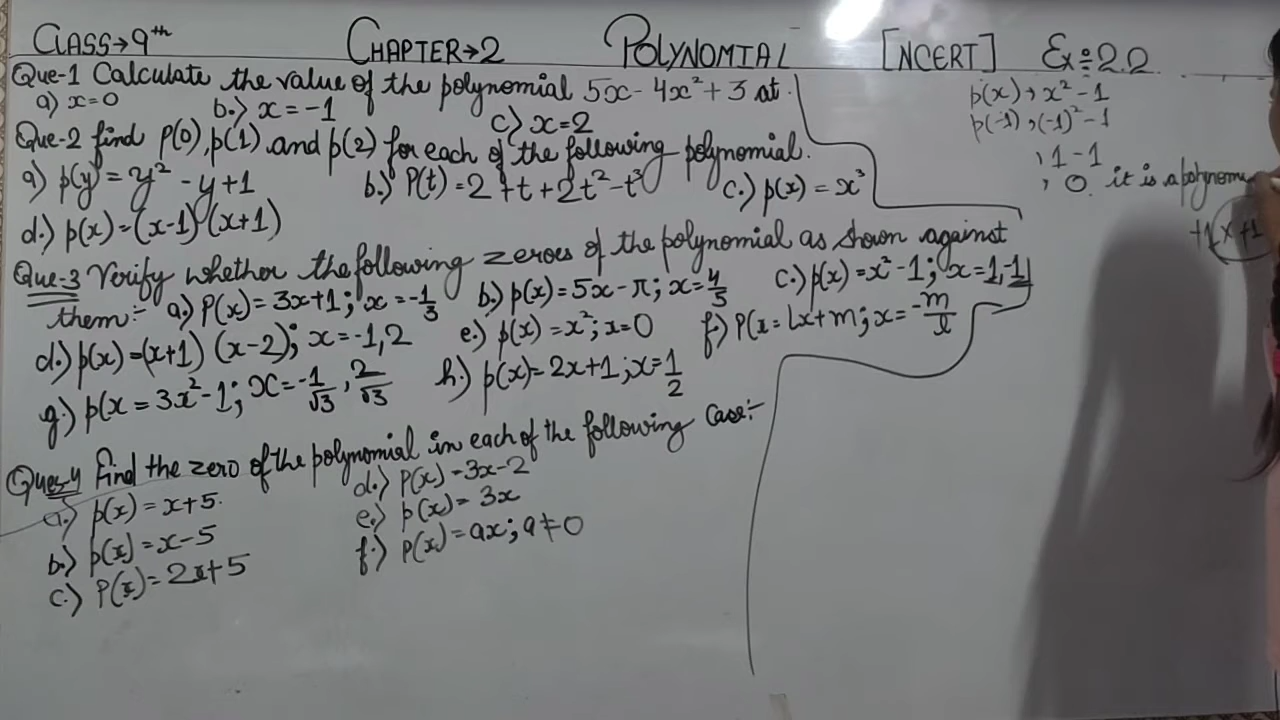 CLASS→9th CHAPTER→2 POLYNOMIAL [NCERT] Ex÷2.2
Que-1 Calculate the value of the polynomial 5x - 4x² + 3 at.
a) x=0 b.) x = -1 c) x=2
Que-2 find P(0), p(1) and p(2) for each of the following polynomial.
a) p(y) = y² - y + 1 b.) P(t) = 2 + t + 2t² - t³ c.) p(x) = x³
d.) p(x) = (x-1) (x+1)
Que-3 Verify whether the following zeroes of the polynomial as shown against
them:- a.) P(x) = 3x+1; x = -1/3 b.) p(x) = 5x - π; x = 4/5 c.) p(x) = x² - 1; x = 1, -1
d.) p(x) = (x+1) (x-2); x = -1, 2 e.) p(x) = x²; x=0 f.) P(x = lx + m; x = -m/l
g.) p(x = 3x² - 1; x = -1/√3, 2/√3 h.) p(x) = 2x + 1; x = 1/2
Ques-4 Find the zero of the polynomial in each of the following Case:-
a.) p(x) = x+5. d.) P(x) = 3x-2
b.) p(x) = x-5 e.) p(x) = 3x
c.) P(x) = 2x+5 f.) P(x) = ax; a≠0
p(x) , x² - 1
p(-1) , (-1)² - 1
, 1 - 1
, 0. it is a
+1(x+1